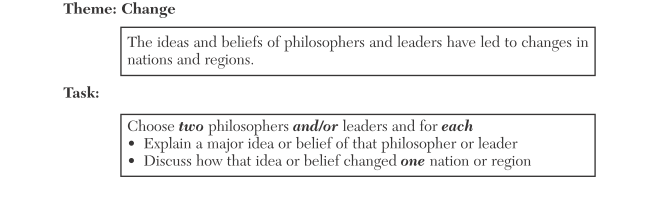 Theme: Change
The ideas and beliefs of philosophers and leaders have led to changes in
nations and regions.
Task:
Choose two philosophers and/or leaders and for each
• Explain a major idea or belief of that philosopher or leader
• Discuss how that idea or belief changed one nation or region